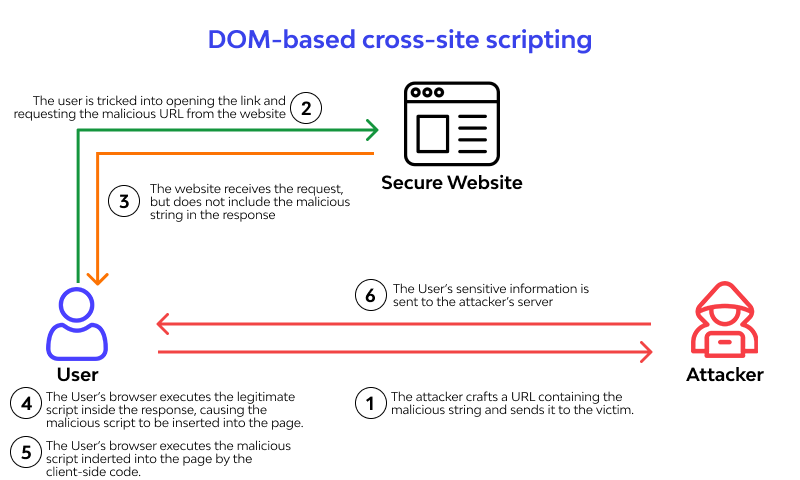 DOM-based cross-site scripting
The user is tricked into opening the link and
requesting the malicious URL from the website
2
Secure Website
3
The website receives the request,
but does not include the malicious
string in the response
6
The User's sensitive information is
sent to the attacker's server
User
Attacker
4
The User's browser executes the legitimate
script inside the response, causing the
malicious script to be inserted into the page.
1
The attacker crafts a URL containing the
malicious string and sends it to the victim.
5
The User's browser executes the malicious
script inderted into the page by the
client-side code.